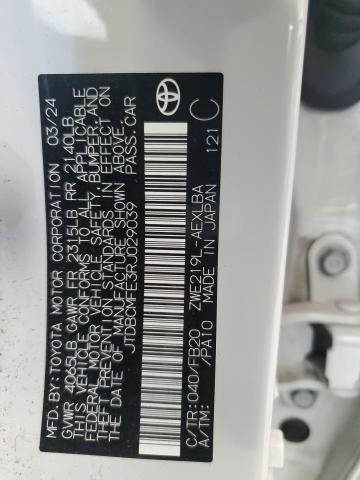 MFD. BY: TOYOTA MOTOR CORPORATION 03/24
GVWR 4065LB GAWR FR 2315LB RR 2140LB
THIS VEHICLE CONFORMS TO ALL APPLICABLE
FEDERAL MOTOR VEHICLE SAFETY, BUMPER, AND
THEFT PREVENTION STANDARDS IN EFFECT ON
THE DATE OF MANUFACTURE SHOWN ABOVE.
JTDBCMFE3RJ029039 PASS.CAR
C/TR: 040/FB20 ZWE219L-AEXLBA
A/TM: /PA10 MADE IN JAPAN 121 C